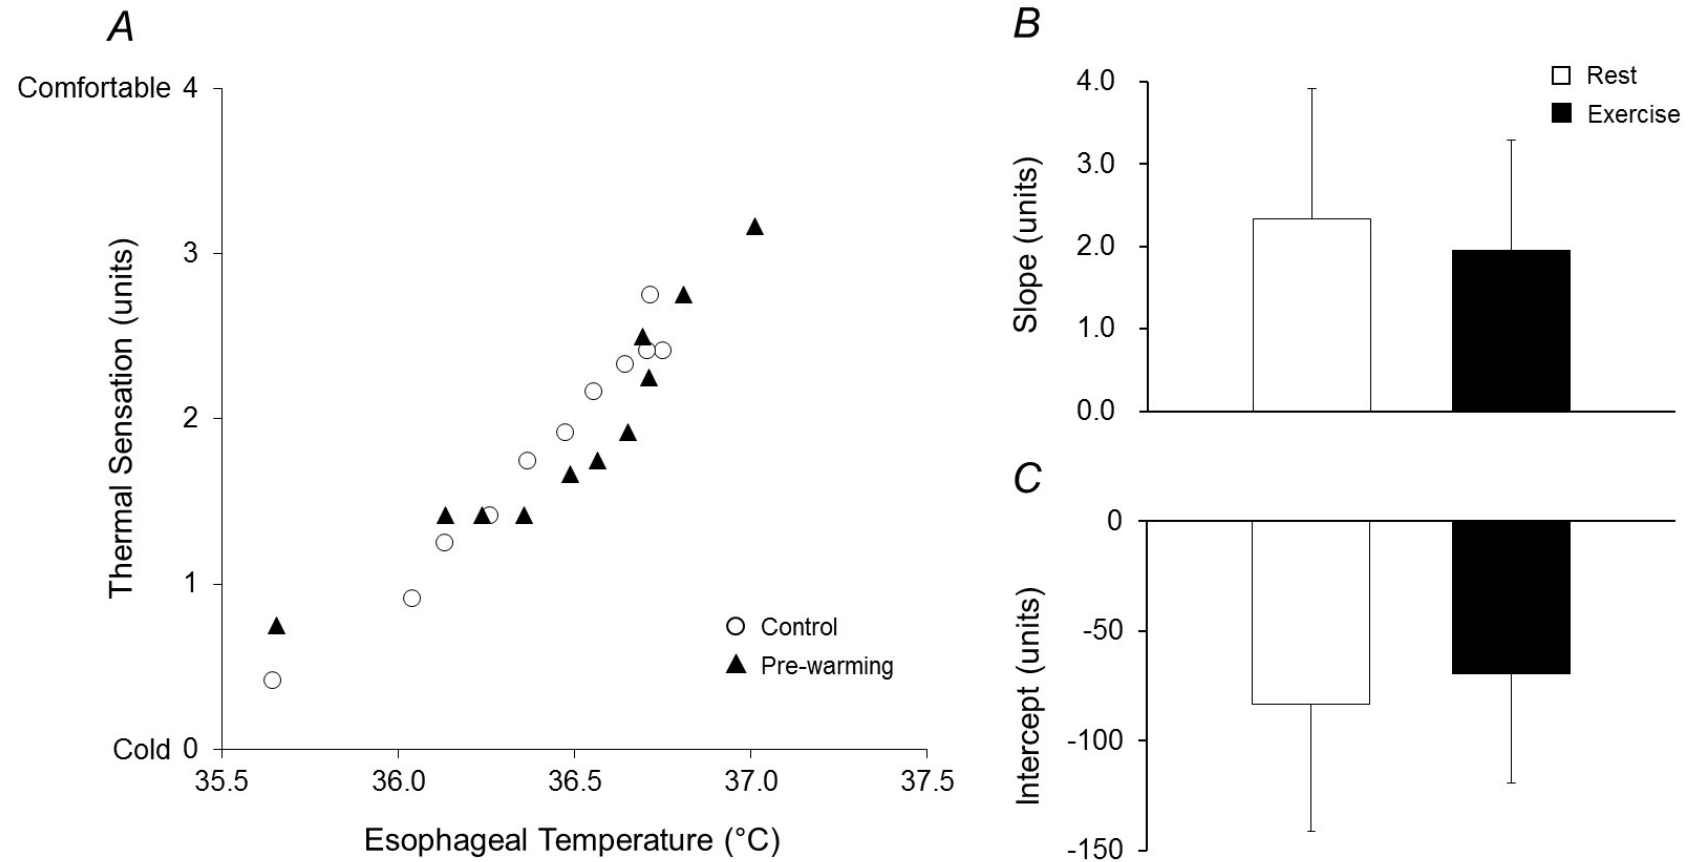 A
Comfortable 4
3
2
1
Cold 0
Thermal Sensation (units)
35.5 36.0 36.5 37.0 37.5
Esophageal Temperature (°C)
Control
Pre-warming
B
Rest
Exercise
4.0
3.0
2.0
1.0
0.0
Slope (units)
C
0
-50
-100
-150
Intercept (units)